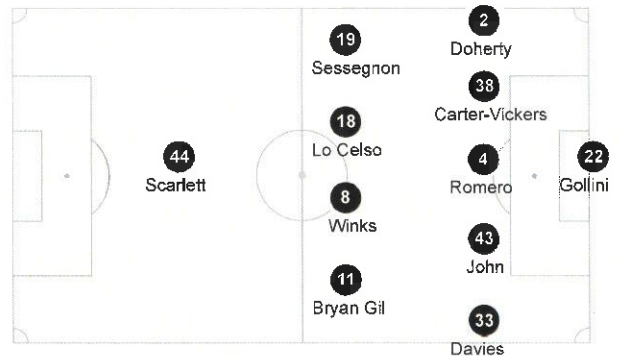 2
Doherty
19
Sessegnon
38
Carter-Vickers
18
Lo Celso
44
Scarlett
4
Romero
22
Gollini
8
Winks
43
John
11
Bryan Gil
33
Davies